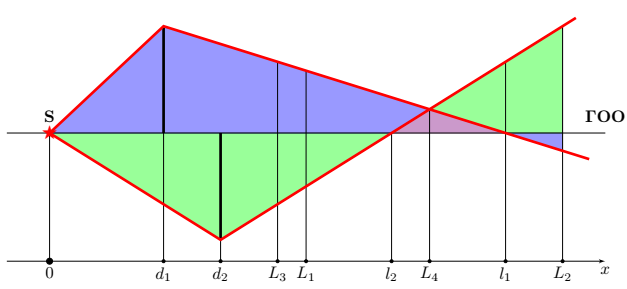 S ГОО
0 d₁ d₂ L₃ L₁ l₂ L₄ l₁ L₂ x